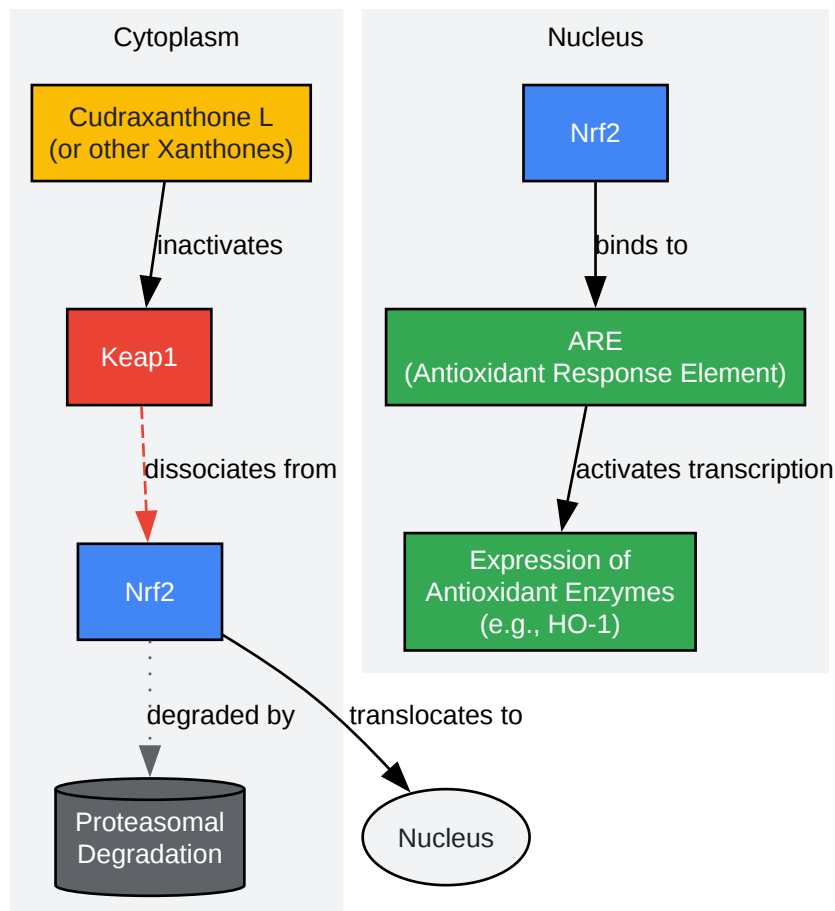 Cytoplasm
Cudraxanthone L
(or other Xanthones)
inactivates
Keap1
dissociates from
Nrf2
degraded by
translocates to
Proteasomal
Degradation
Nucleus
Nucleus
Nrf2
binds to
ARE
(Antioxidant Response Element)
activates transcription
Expression of
Antioxidant Enzymes
(e.g., HO-1)